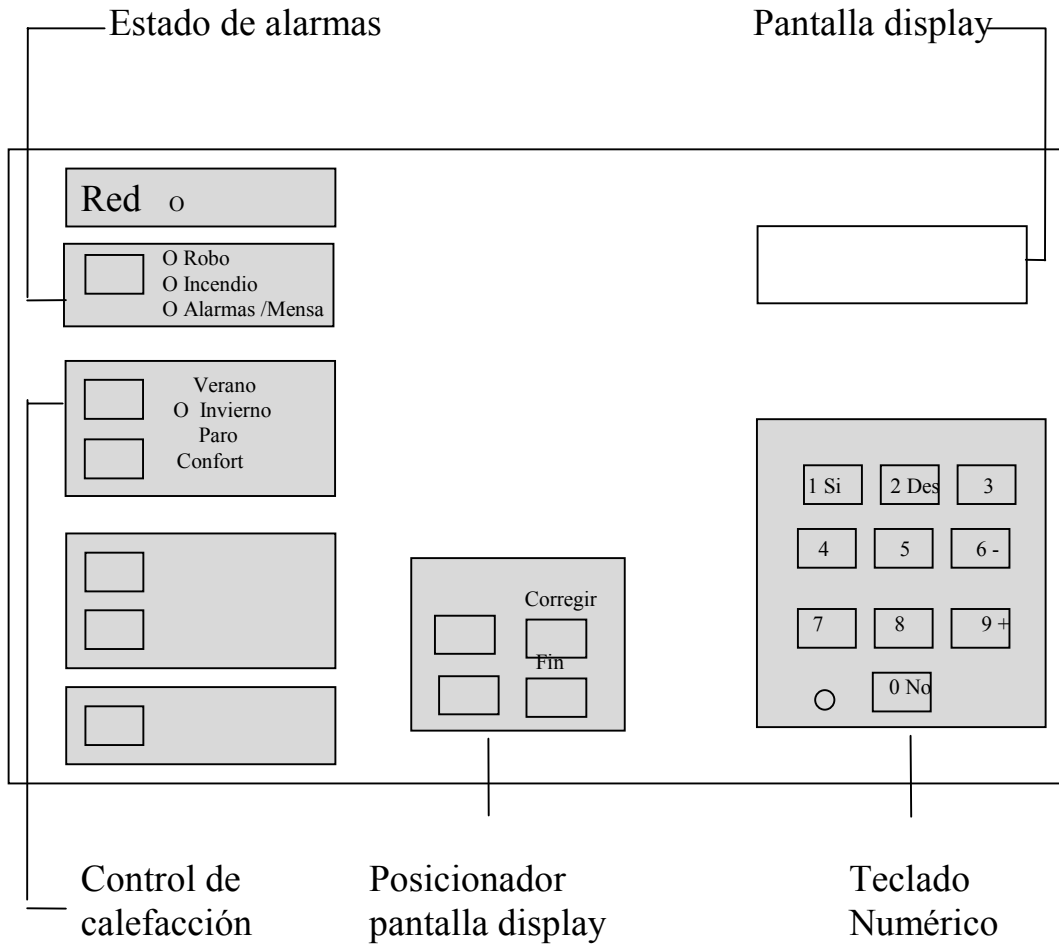 Estado de alarmas
Pantalla display
Red O
O Robo
O Incendio
O Alarmas /Mensa
Verano
O Invierno
Paro
Confort
1 Si 2 Des 3
4 5 6 -
7 8 9 +
0 No
Corregir
Fin
Control de
calefacción
Posicionador
pantalla display
Teclado
Numérico